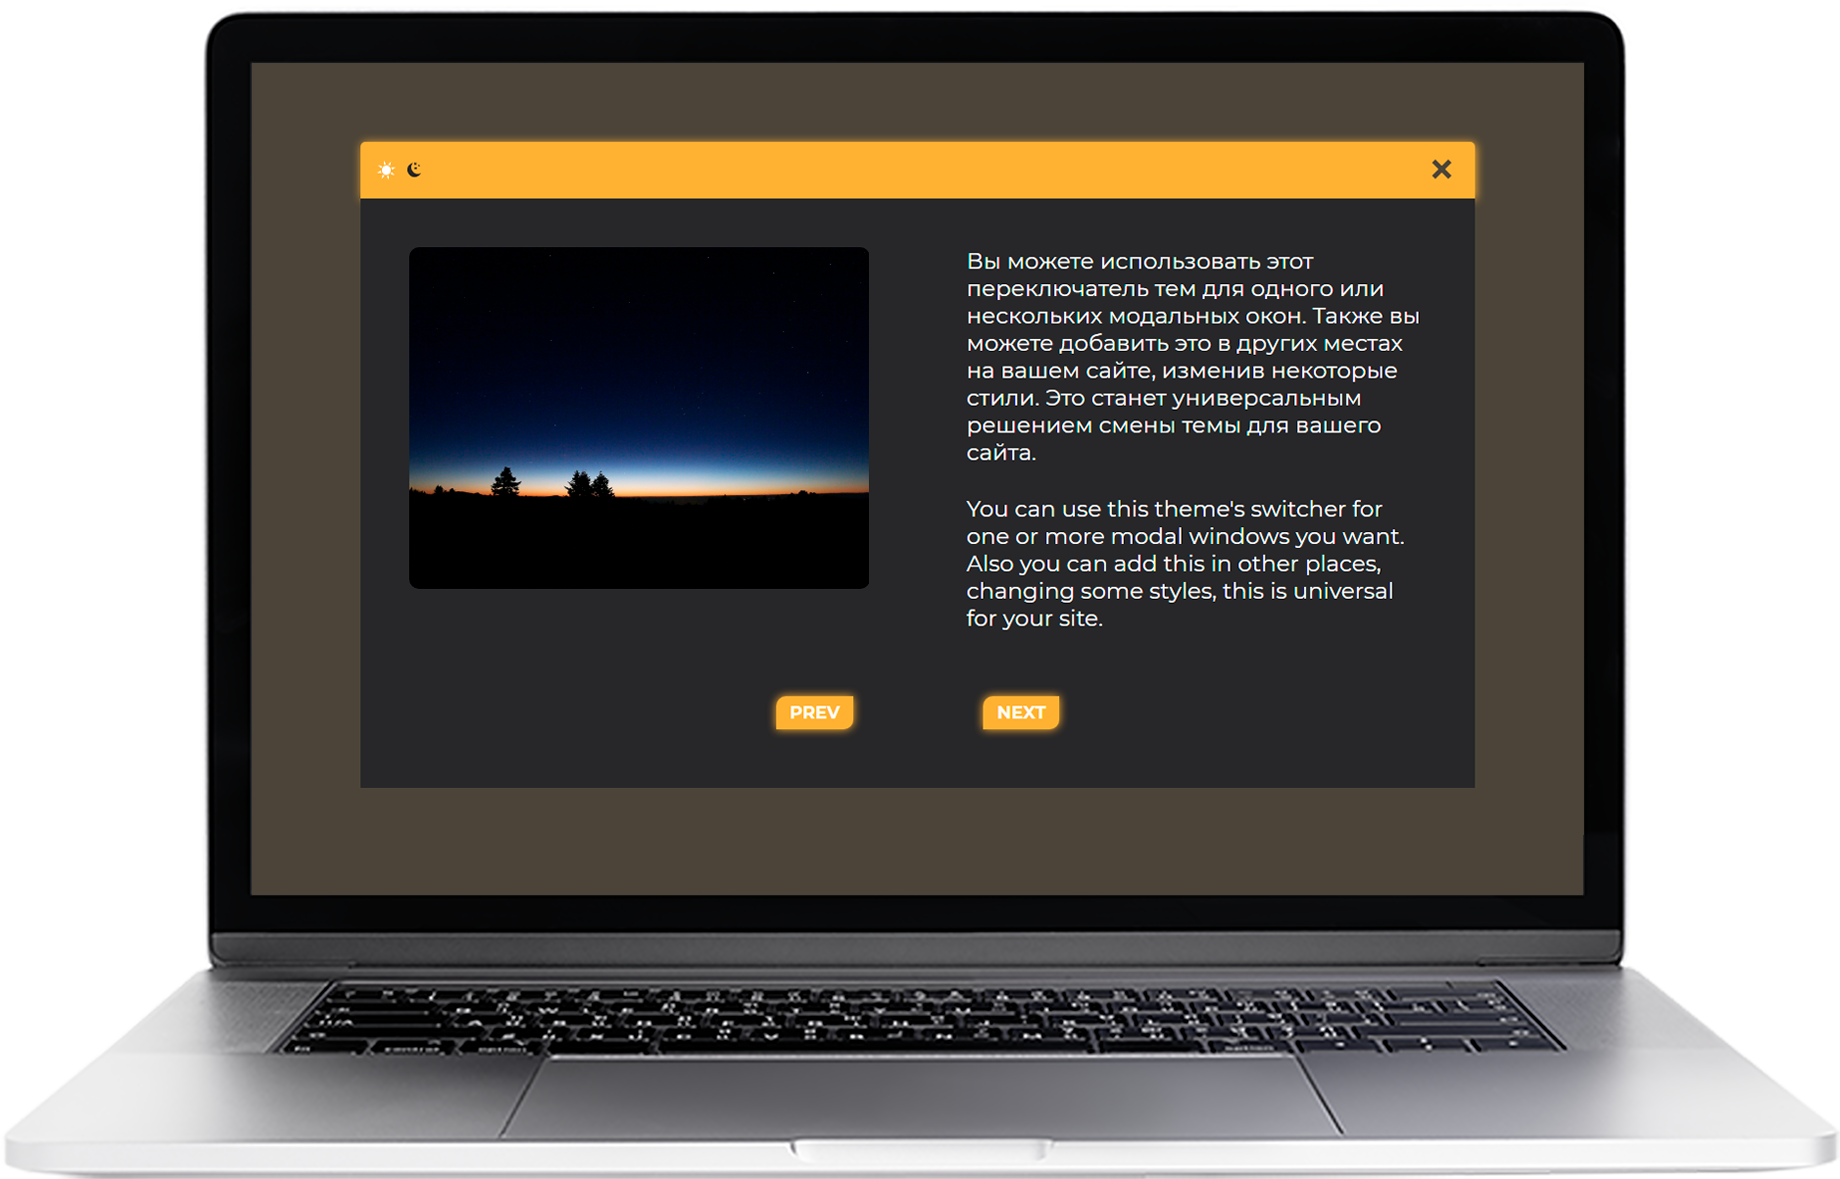 Вы можете использовать этот
переключатель тем для одного или
нескольких модальных окон. Также вы
можете добавить это в других местах
на вашем сайте, изменив некоторые
стили. Это станет универсальным
решением смены темы для вашего
сайта.
You can use this theme's switcher for
one or more modal windows you want.
Also you can add this in other places,
changing some styles, this is universal
for your site.
PREV
NEXT